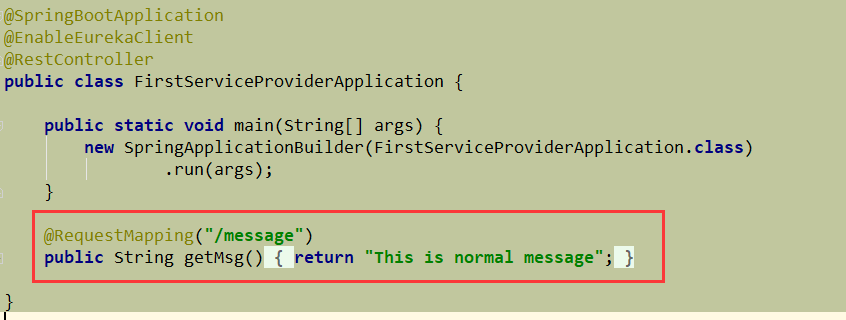 @SpringBootApplication
@EnableEurekaClient
@RestController
public class FirstServiceProviderApplication {
public static void main(String[] args) {
new SpringApplicationBuilder(FirstServiceProviderApplication.class)
.run(args);
}
@RequestMapping("/message")
public String getMsg() { return "This is normal message"; }
}